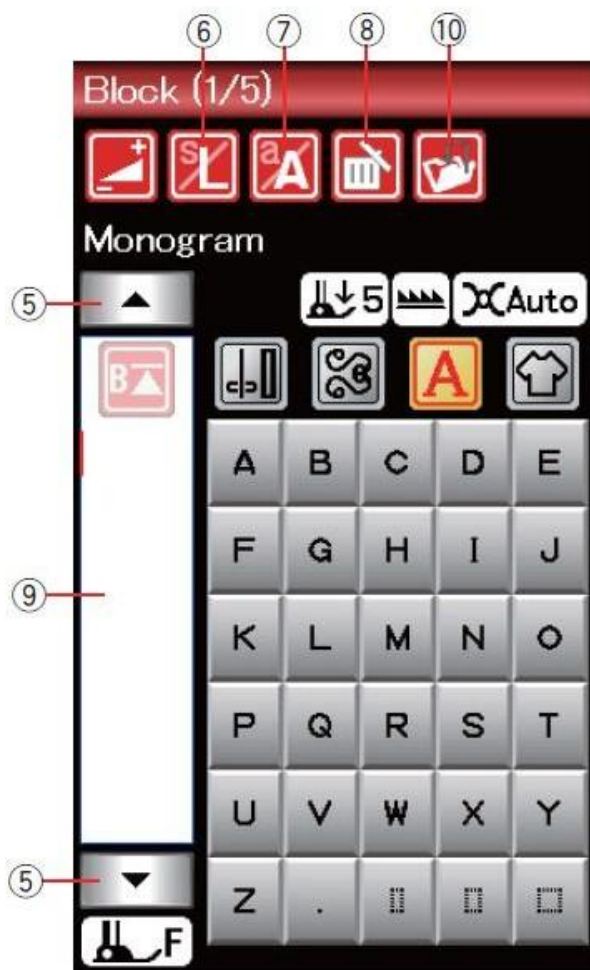 ⑥ ⑦ ⑧ ⑩
Block (1/5)
S/L a/A
Monogram
⑤
5 Auto
B A
A B C D E
F G H I J
⑨
K L M N O
P Q R S T
U V W X Y
⑤
Z .
F